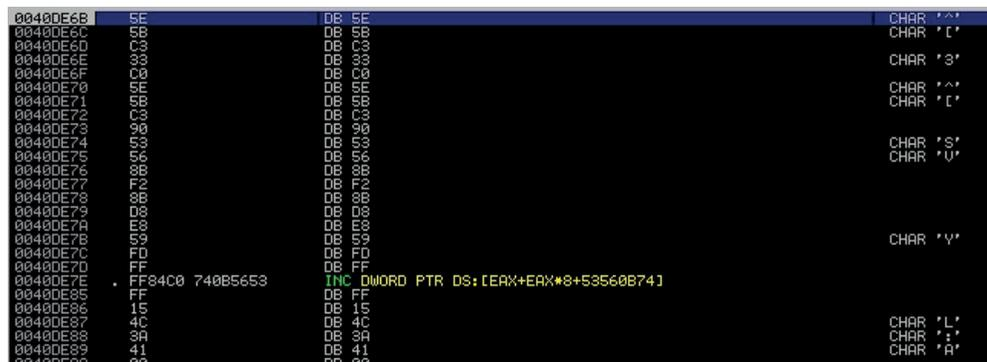 0040DE6B 5E DB 5E CHAR '^'
0040DE6C 5B DB 5B CHAR '['
0040DE6D C3 DB C3
0040DE6E 33 DB 33 CHAR '3'
0040DE6F C0 DB C0
0040DE70 5E DB 5E CHAR '^'
0040DE71 5B DB 5B CHAR '['
0040DE72 C3 DB C3
0040DE73 90 DB 90
0040DE74 53 DB 53 CHAR 'S'
0040DE75 56 DB 56 CHAR 'V'
0040DE76 8B DB 8B
0040DE77 F2 DB F2
0040DE78 8B DB 8B
0040DE79 D8 DB D8
0040DE7A E8 DB E8
0040DE7B 59 DB 59 CHAR 'Y'
0040DE7C FD DB FD
0040DE7D FF DB FF
0040DE7E . FF84C0 740B5653 INC DWORD PTR DS:[EAX+EAX*8+53560B74]
0040DE85 FF DB FF
0040DE86 15 DB 15
0040DE87 4C DB 4C CHAR 'L'
0040DE88 3A DB 3A CHAR ':'
0040DE89 41 DB 41 CHAR 'A'